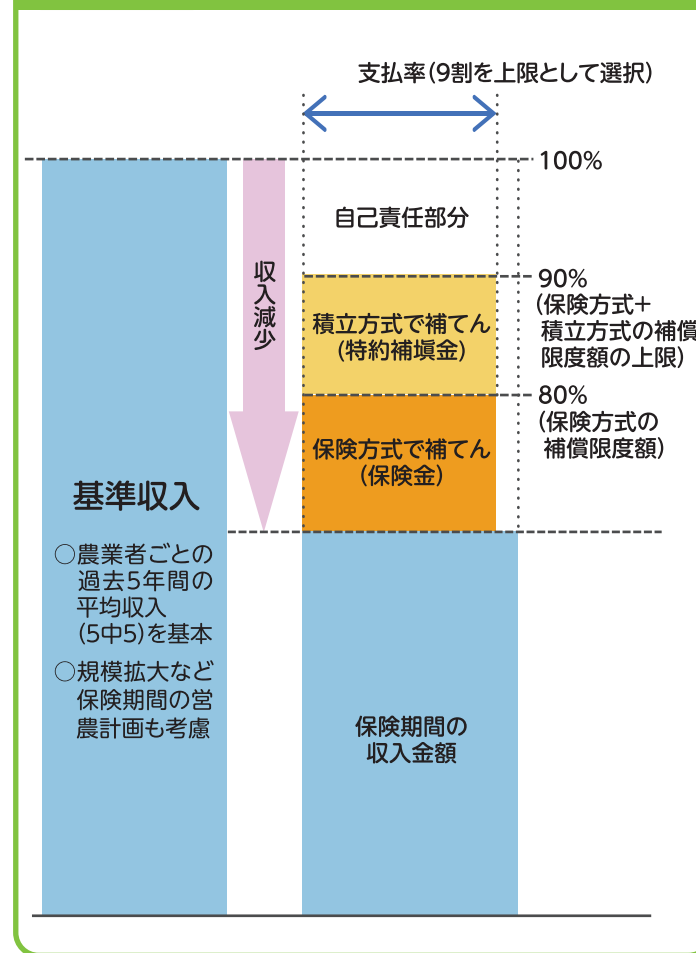 支払率(9割を上限として選択)
100%
自己責任部分
収入減少
90%
(保険方式+
積立方式の補償
限度額の上限)
積立方式で補てん
(特約補塡金)
80%
(保険方式の
補償限度額)
保険方式で補てん
(保険金)
基準収入
○農業者ごとの
過去5年間の
平均収入
(5中5)を基本
○規模拡大など
保険期間の営
農計画も考慮
保険期間の
収入金額